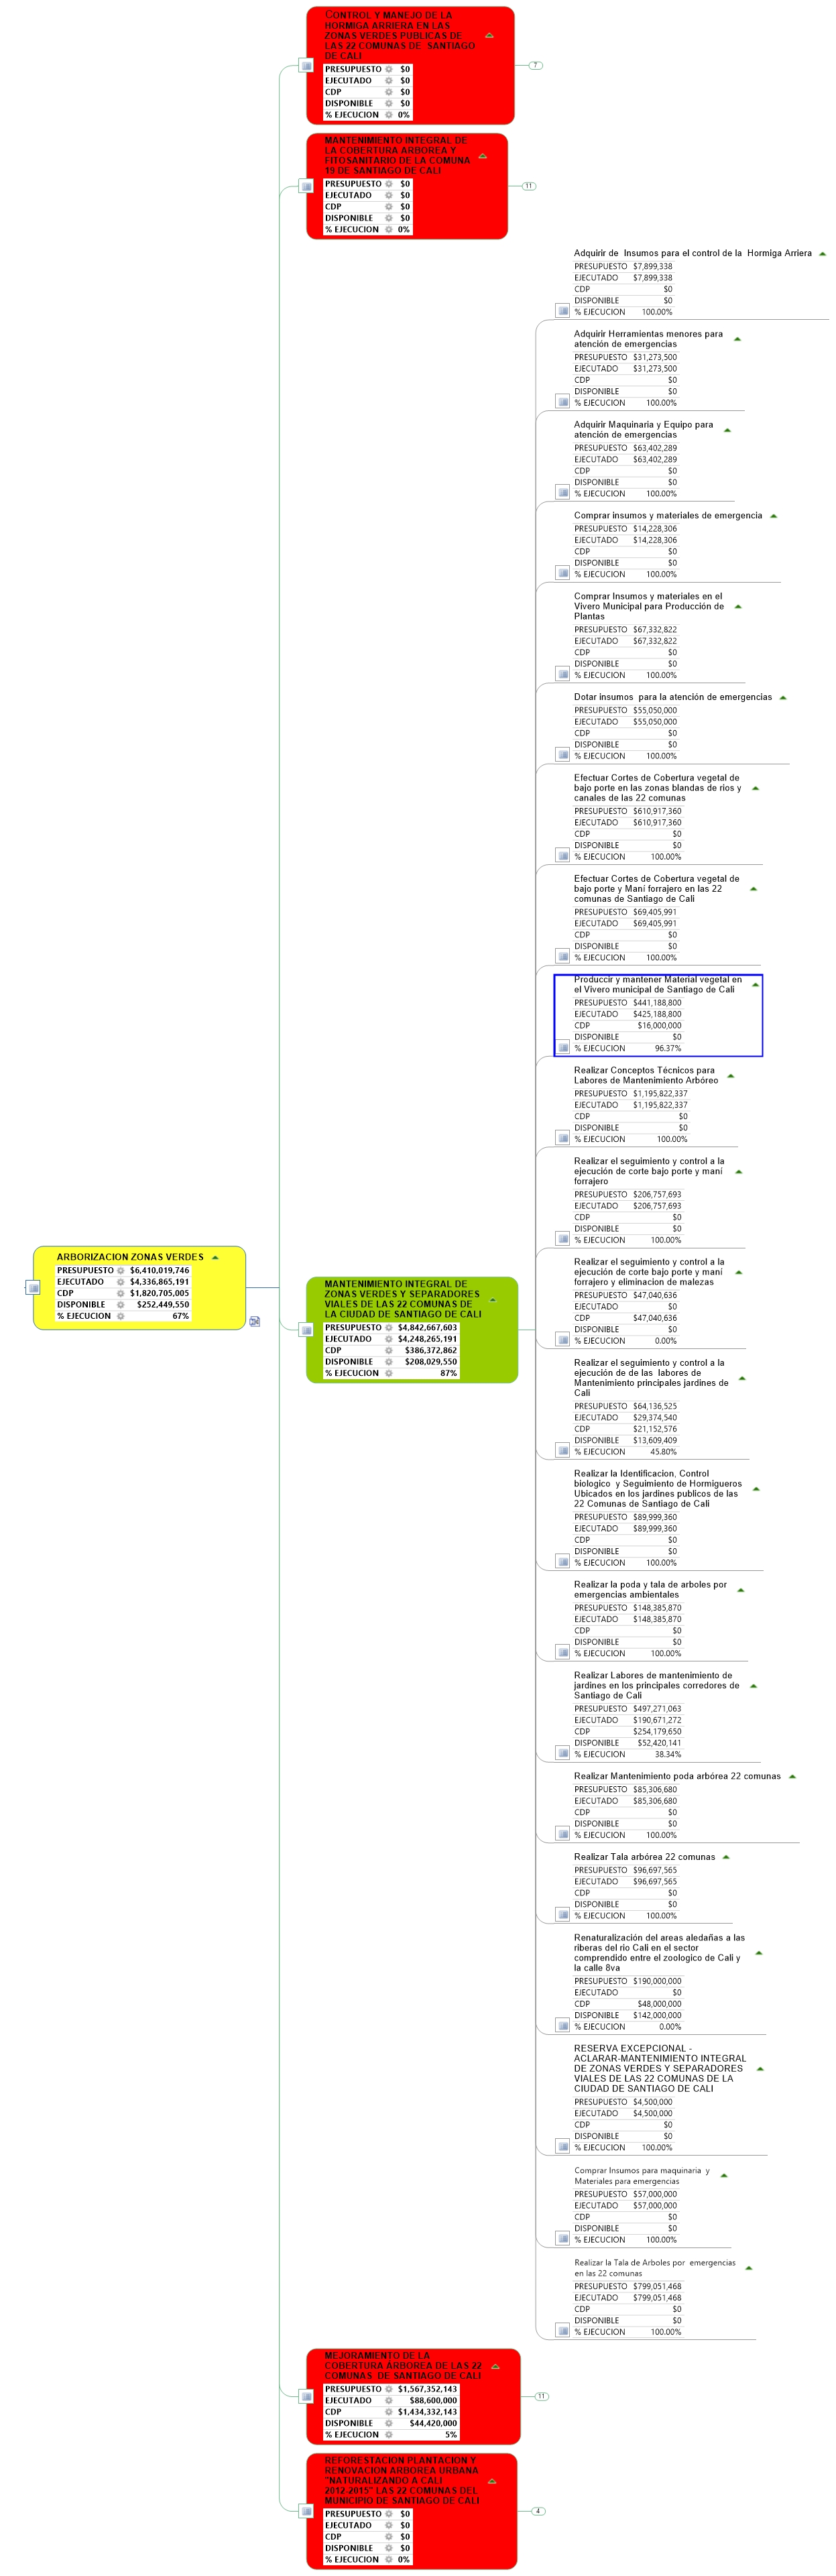 CONTROL Y MANEJO DE LA
HORMIGA ARRIERA EN LAS
ZONAS VERDES PUBLICAS DE
LAS 22 COMUNAS DE SANTIAGO
DE CALI
PRESUPUESTO $0
EJECUTADO $0
CDP $0
DISPONIBLE $0
% EJECUCION 0%
7
MANTENIMIENTO INTEGRAL DE
LA COBERTURA ARBOREA Y
FITOSANITARIO DE LA COMUNA
19 DE SANTIAGO DE CALI
PRESUPUESTO $0
EJECUTADO $0
CDP $0
DISPONIBLE $0
% EJECUCION 0%
11
ARBORIZACION ZONAS VERDES
PRESUPUESTO $6,410,019,746
EJECUTADO $4,336,865,191
CDP $1,820,705,005
DISPONIBLE $252,449,550
% EJECUCION 67%
MANTENIMIENTO INTEGRAL DE
ZONAS VERDES Y SEPARADORES
VIALES DE LAS 22 COMUNAS DE
LA CIUDAD DE SANTIAGO DE CALI
PRESUPUESTO $4,842,667,603
EJECUTADO $4,248,265,191
CDP $386,372,862
DISPONIBLE $208,029,550
% EJECUCION 87%
Adquirir de Insumos para el control de la Hormiga Arriera
PRESUPUESTO $7,899,338
EJECUTADO $7,899,338
CDP $0
DISPONIBLE $0
% EJECUCION 100.00%
Adquirir Herramientas menores para
atención de emergencias
PRESUPUESTO $31,273,500
EJECUTADO $31,273,500
CDP $0
DISPONIBLE $0
% EJECUCION 100.00%
Adquirir Maquinaria y Equipo para
atención de emergencias
PRESUPUESTO $63,402,289
EJECUTADO $63,402,289
CDP $0
DISPONIBLE $0
% EJECUCION 100.00%
Comprar insumos y materiales de emergencia
PRESUPUESTO $14,228,306
EJECUTADO $14,228,306
CDP $0
DISPONIBLE $0
% EJECUCION 100.00%
Comprar Insumos y materiales en el
Vivero Municipal para Producción de
Plantas
PRESUPUESTO $67,332,822
EJECUTADO $67,332,822
CDP $0
DISPONIBLE $0
% EJECUCION 100.00%
Dotar insumos para la atención de emergencias
PRESUPUESTO $55,050,000
EJECUTADO $55,050,000
CDP $0
DISPONIBLE $0
% EJECUCION 100.00%
Efectuar Cortes de Cobertura vegetal de
bajo porte en las zonas blandas de rios y
canales de las 22 comunas
PRESUPUESTO $610,917,360
EJECUTADO $610,917,360
CDP $0
DISPONIBLE $0
% EJECUCION 100.00%
Efectuar Cortes de Cobertura vegetal de
bajo porte y Maní forrajero en las 22
comunas de Santiago de Cali
PRESUPUESTO $69,405,991
EJECUTADO $69,405,991
CDP $0
DISPONIBLE $0
% EJECUCION 100.00%
Produccir y mantener Material vegetal en
el Vivero municipal de Santiago de Cali
PRESUPUESTO $441,188,800
EJECUTADO $425,188,800
CDP $16,000,000
DISPONIBLE $0
% EJECUCION 96.37%
Realizar Conceptos Técnicos para
Labores de Mantenimiento Arbóreo
PRESUPUESTO $1,195,822,337
EJECUTADO $1,195,822,337
CDP $0
DISPONIBLE $0
% EJECUCION 100.00%
Realizar el seguimiento y control a la
ejecución de corte bajo porte y maní
forrajero
PRESUPUESTO $206,757,693
EJECUTADO $206,757,693
CDP $0
DISPONIBLE $0
% EJECUCION 100.00%
Realizar el seguimiento y control a la
ejecución de corte bajo porte y maní
forrajero y eliminacion de malezas
PRESUPUESTO $47,040,636
EJECUTADO $0
CDP $47,040,636
DISPONIBLE $0
% EJECUCION 0.00%
Realizar el seguimiento y control a la
ejecución de de las labores de
Mantenimiento principales jardines de
Cali
PRESUPUESTO $64,136,525
EJECUTADO $29,374,540
CDP $21,152,576
DISPONIBLE $13,609,409
% EJECUCION 45.80%
Realizar la Identificacion, Control
biologico y Seguimiento de Hormigueros
Ubicados en los jardines publicos de las
22 Comunas de Santiago de Cali
PRESUPUESTO $89,999,360
EJECUTADO $89,999,360
CDP $0
DISPONIBLE $0
% EJECUCION 100.00%
Realizar la poda y tala de arboles por
emergencias ambientales
PRESUPUESTO $148,385,870
EJECUTADO $148,385,870
CDP $0
DISPONIBLE $0
% EJECUCION 100.00%
Realizar Labores de mantenimiento de
jardines en los principales corredores de
Santiago de Cali
PRESUPUESTO $497,271,063
EJECUTADO $190,671,272
CDP $254,179,650
DISPONIBLE $52,420,141
% EJECUCION 38.34%
Realizar Mantenimiento poda arbórea 22 comunas
PRESUPUESTO $85,306,680
EJECUTADO $85,306,680
CDP $0
DISPONIBLE $0
% EJECUCION 100.00%
Realizar Tala arbórea 22 comunas
PRESUPUESTO $96,697,565
EJECUTADO $96,697,565
CDP $0
DISPONIBLE $0
% EJECUCION 100.00%
Renaturalización del areas aledañas a las
riberas del rio Cali en el sector
comprendido entre el zoologico de Cali y
la calle 8va
PRESUPUESTO $190,000,000
EJECUTADO $0
CDP $48,000,000
DISPONIBLE $142,000,000
% EJECUCION 0.00%
RESERVA EXCEPCIONAL -
ACLARAR-MANTENIMIENTO INTEGRAL
DE ZONAS VERDES Y SEPARADORES
VIALES DE LAS 22 COMUNAS DE LA
CIUDAD DE SANTIAGO DE CALI
PRESUPUESTO $4,500,000
EJECUTADO $4,500,000
CDP $0
DISPONIBLE $0
% EJECUCION 100.00%
Comprar Insumos para maquinaria y
Materiales para emergencias
PRESUPUESTO $57,000,000
EJECUTADO $57,000,000
CDP $0
DISPONIBLE $0
% EJECUCION 100.00%
Realizar la Tala de Arboles por emergencias
en las 22 comunas
PRESUPUESTO $799,051,468
EJECUTADO $799,051,468
CDP $0
DISPONIBLE $0
% EJECUCION 100.00%
MEJORAMIENTO DE LA
COBERTURA ÁRBOREA DE LAS 22
COMUNAS DE SANTIAGO DE CALI
PRESUPUESTO $1,567,352,143
EJECUTADO $88,600,000
CDP $1,434,332,143
DISPONIBLE $44,420,000
% EJECUCION 5%
11
REFORESTACION PLANTACION Y
RENOVACION ARBOREA URBANA
"NATURALIZANDO A CALI
2012-2015" LAS 22 COMUNAS DEL
MUNICIPIO DE SANTIAGO DE CALI
PRESUPUESTO $0
EJECUTADO $0
CDP $0
DISPONIBLE $0
% EJECUCION 0%
4